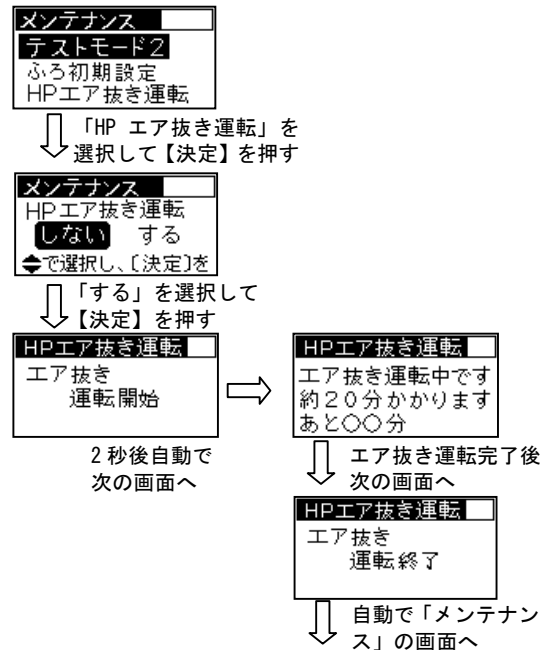 メンテナンス
テストモード2
ふろ初期設定
HPエア抜き運転
「HP エア抜き運転」を
選択して【決定】を押す
メンテナンス
HPエア抜き運転
しない する
◆で選択し、〔決定〕を
「する」を選択して
【決定】を押す
HPエア抜き運転
エア抜き
運転開始
2秒後自動で
次の画面へ
HPエア抜き運転
エア抜き運転中です
約20分かかります
あと〇〇分
エア抜き運転完了後
次の画面へ
HPエア抜き運転
エア抜き
運転終了
自動で「メンテナン
ス」の画面へ